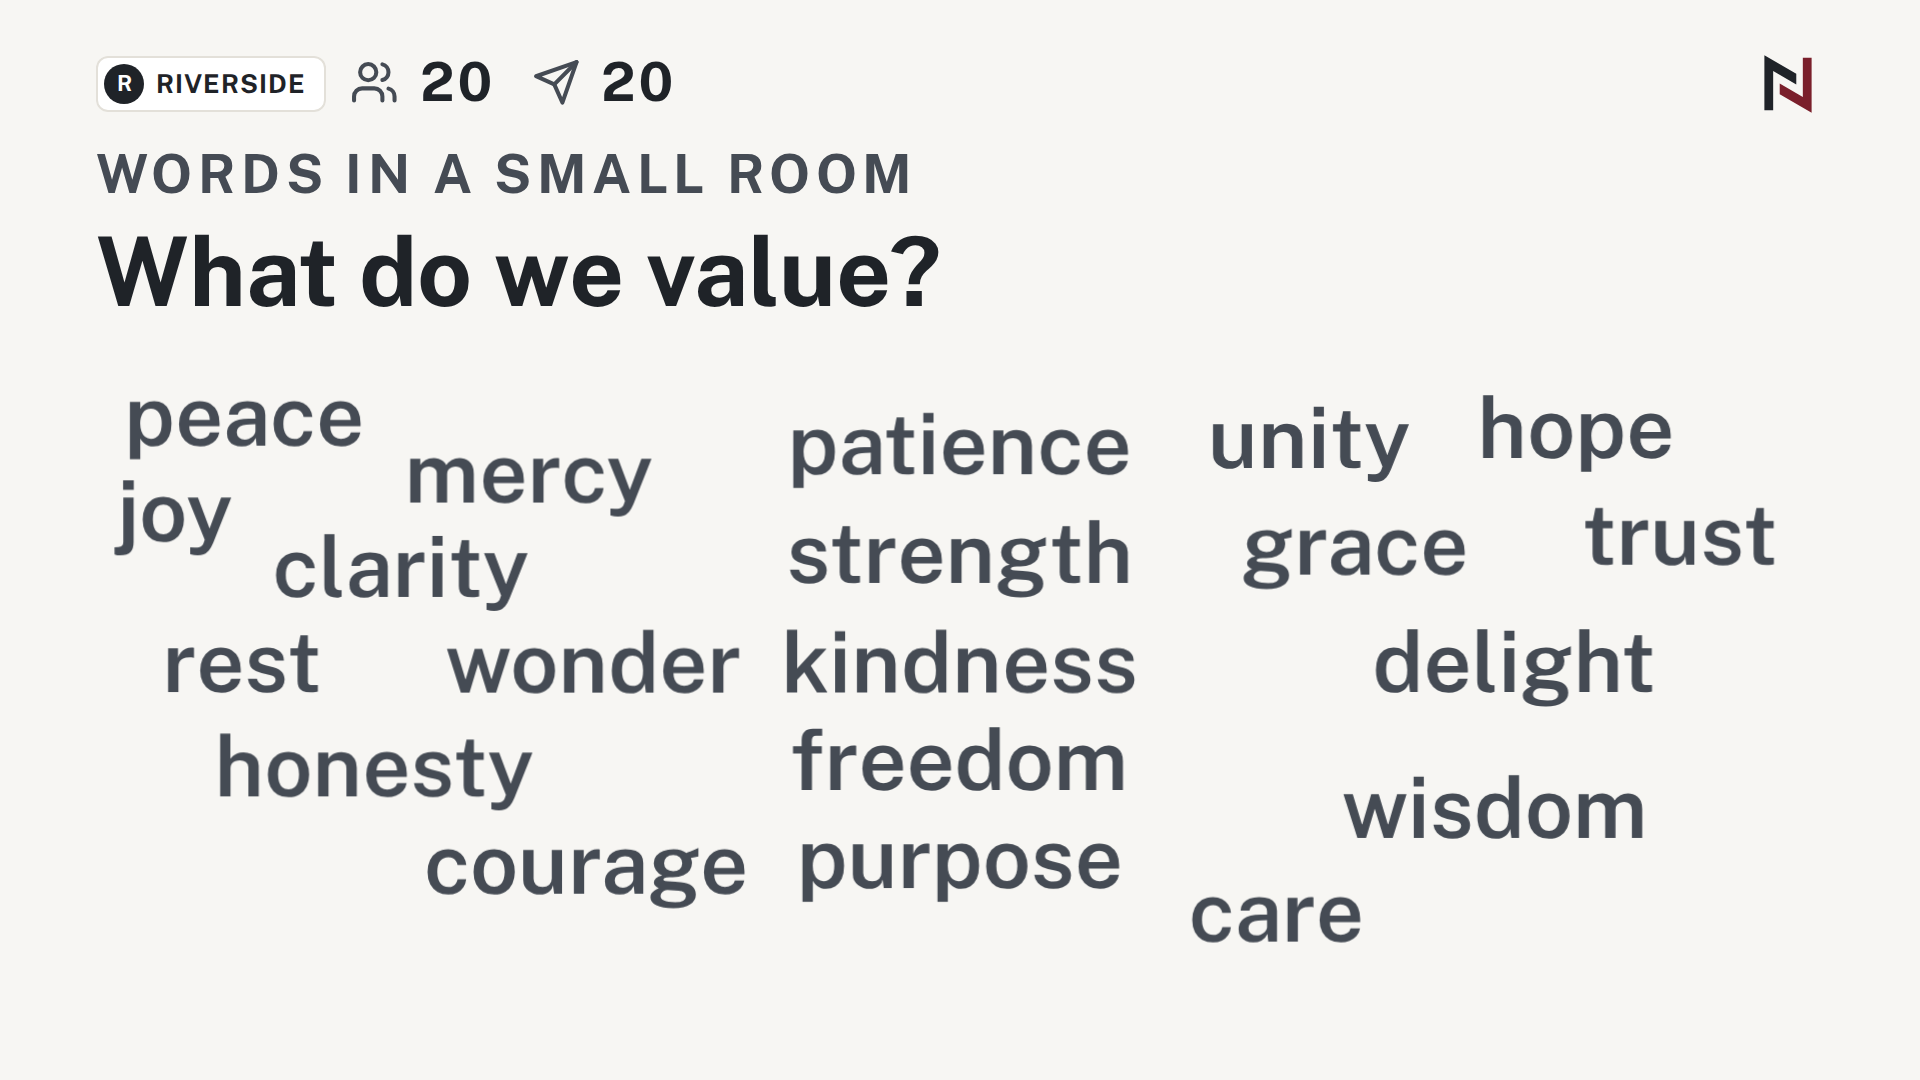 R RIVERSIDE 20 20
WORDS IN A SMALL ROOM
What do we value?
peace
mercy
joy
clarity
rest
wonder
honesty
courage
patience
strength
kindness
freedom
purpose
unity
hope
grace
trust
delight
wisdom
care